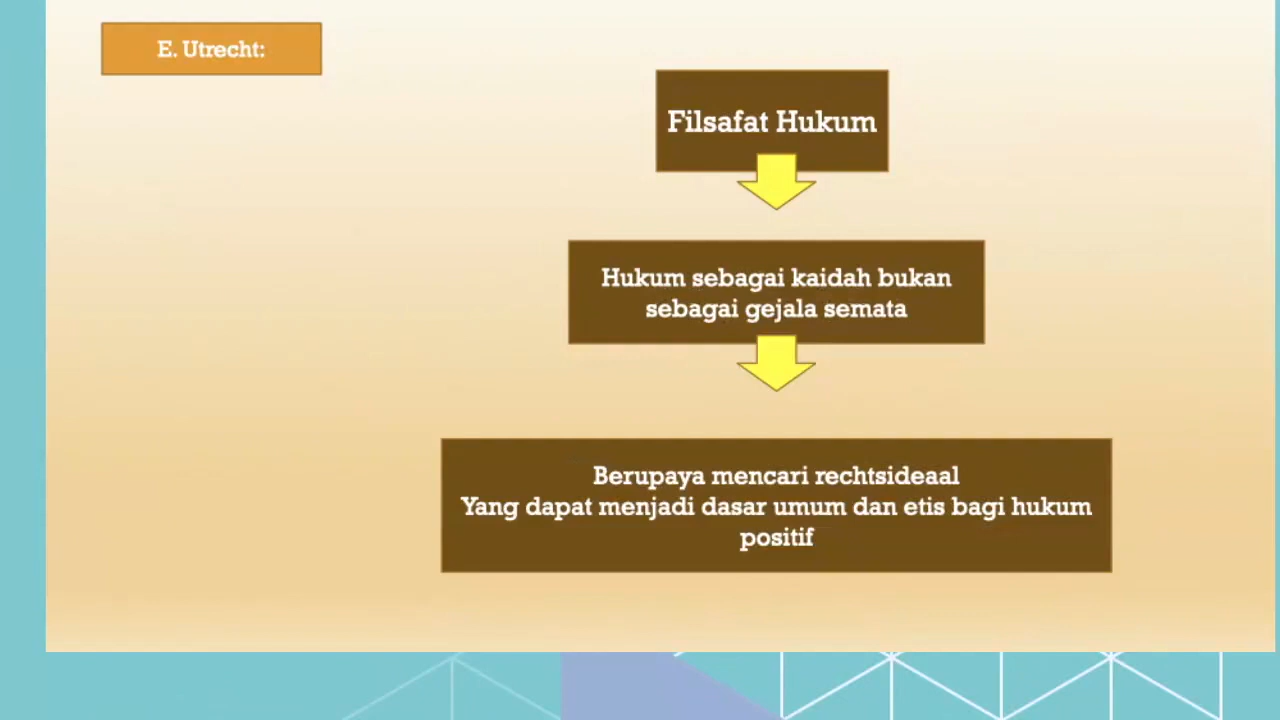 E. Utrecht:
Filsafat Hukum
Hukum sebagai kaidah bukan
sebagai gejala semata
Berupaya mencari rechtsideaal
Yang dapat menjadi dasar umum dan etis bagi hukum
positif